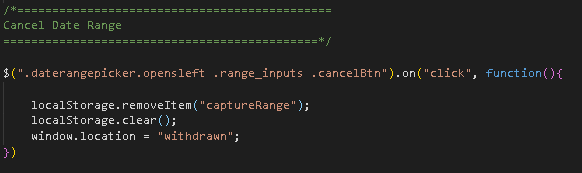 /*=============================================
Cancel Date Range
=============================================*/
$(".daterangepicker.opensleft .range_inputs .cancelBtn").on("click", function(){
localStorage.removeItem("captureRange");
localStorage.clear();
window.location = "withdrawn";
})